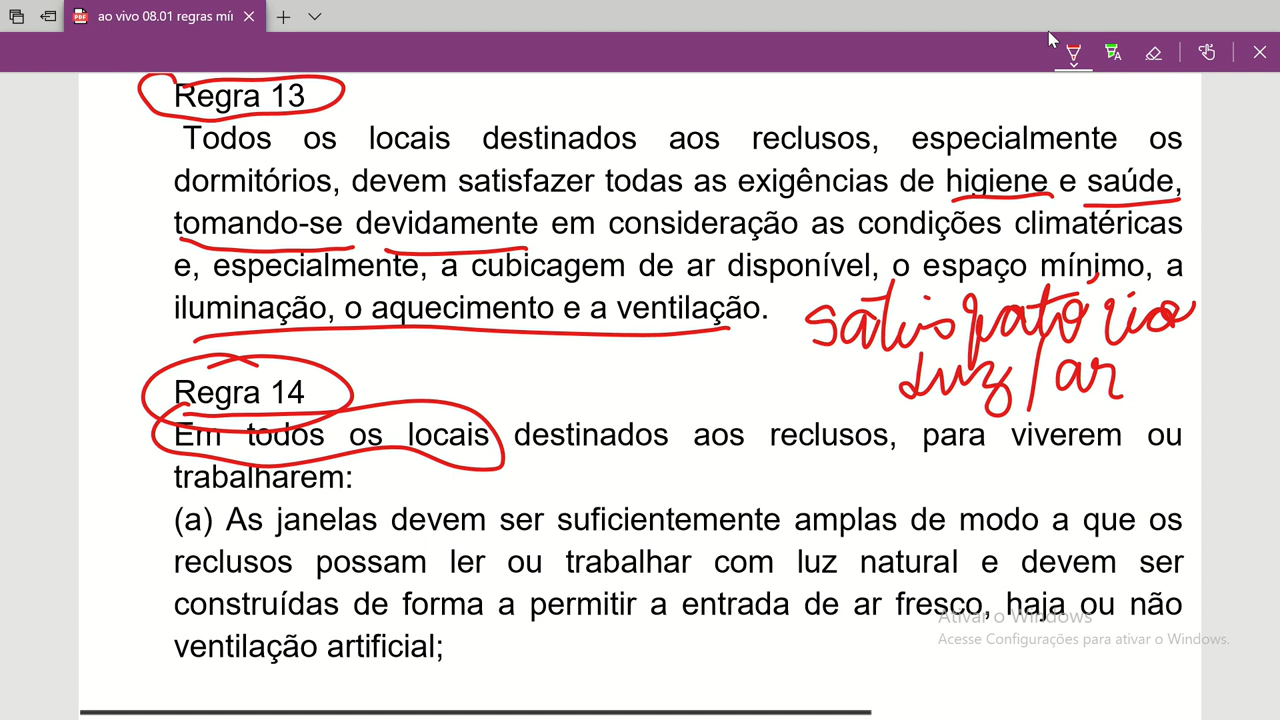 ao vivo 08.01 regras mír
Regra 13
Todos os locais destinados aos reclusos, especialmente os
dormitórios, devem satisfazer todas as exigências de higiene e saúde,
tomando-se devidamente em consideração as condições climatéricas
e, especialmente, a cubicagem de ar disponível, o espaço mínimo, a
iluminação, o aquecimento e a ventilação.
satisfatório
luz/ar
Regra 14
Em todos os locais destinados aos reclusos, para viverem ou
trabalharem:
(a) As janelas devem ser suficientemente amplas de modo a que os
reclusos possam ler ou trabalhar com luz natural e devem ser
construídas de forma a permitir a entrada de ar fresco, haja ou não
ventilação artificial;
Ativar o Windows
Acesse Configurações para ativar o Windows.